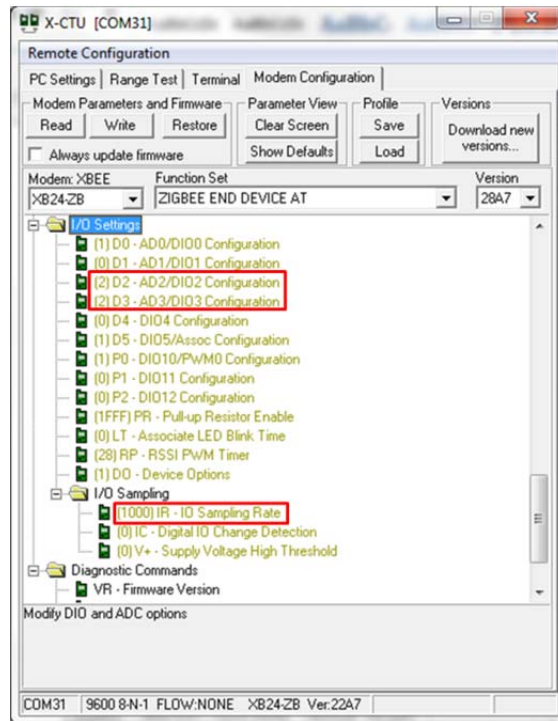 X-CTU [COM31]
Remote Configuration
PC Settings Range Test Terminal Modem Configuration
Modem Parameters and Firmware Parameter View Profile Versions
Read Write Restore Clear Screen Save Download new versions...
Always update firmware Show Defaults Load
Modem: XBEE Function Set Version
XB24-ZB ZIGBEE END DEVICE AT 28A7
I/O Settings
(1) D0 - AD0/DIO0 Configuration
(0) D1 - AD1/DIO1 Configuration
(2) D2 - AD2/DIO2 Configuration
(2) D3 - AD3/DIO3 Configuration
(0) D4 - DIO4 Configuration
(1) D5 - DIO5/Assoc Configuration
(1) P0 - DIO10/PWM0 Configuration
(0) P1 - DIO11 Configuration
(0) P2 - DIO12 Configuration
(1FFF) PR - Pull-up Resistor Enable
(0) LT - Associate LED Blink Time
(28) RP - RSSI PWM Timer
(1) DO - Device Options
I/O Sampling
(1000) IR - IO Sampling Rate
(0) IC - Digital IO Change Detection
(0) V+ - Supply Voltage High Threshold
Diagnostic Commands
VR - Firmware Version
Modify DIO and ADC options
COM31 9600 8-N-1 FLOW:NONE XB24-ZB Ver:22A7